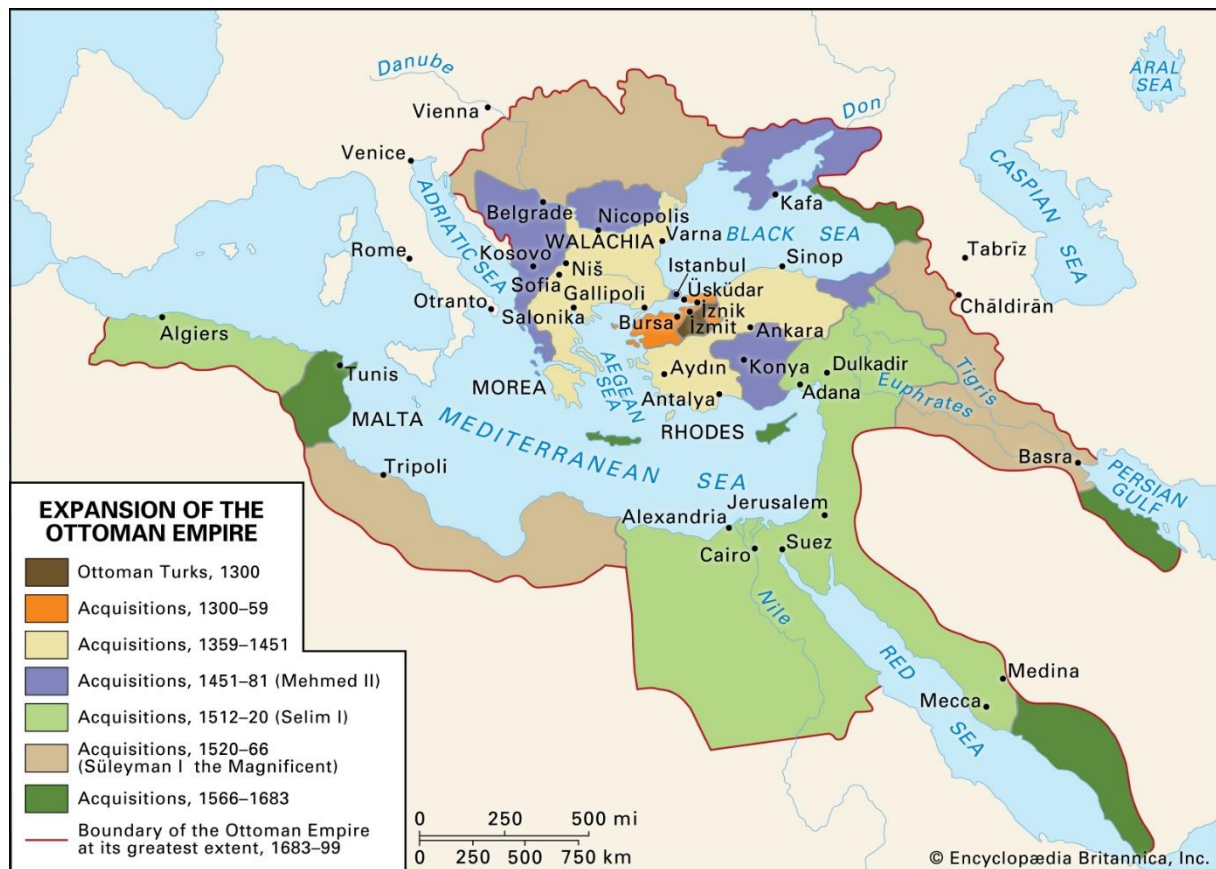 Danube
Vienna
Venice
ADRIATIC SEA
Rome
Otranto
Belgrade
Nicopolis
WALACHIA
Varna
Kosovo
Niš
Sofia
Gallipoli
Salonika
Istanbul
Üsküdar
İznik
İzmit
Bursa
Ankara
BLACK SEA
Sinop
Kafa
Don
ARAL
SEA
CASPIAN SEA
Tabrīz
Chāldirān
Algiers
Tunis
MALTA
MOREA
AEGEAN
SEA
Aydın
Antalya
Konya
Dulkadir
Adana
Euphrates
Tigris
RHODES
MEDITERRANEAN SEA
Tripoli
Basra
PERSIAN
GULF
Jerusalem
Alexandria
Cairo
Suez
Nile
RED SEA
Medina
Mecca
EXPANSION OF THE
OTTOMAN EMPIRE
Ottoman Turks, 1300
Acquisitions, 1300–59
Acquisitions, 1359–1451
Acquisitions, 1451–81 (Mehmed II)
Acquisitions, 1512–20 (Selim I)
Acquisitions, 1520–66
(Süleyman I the Magnificent)
Acquisitions, 1566–1683
Boundary of the Ottoman Empire
at its greatest extent, 1683–99
0 250 500 mi
0 250 500 750 km
© Encyclopædia Britannica, Inc.